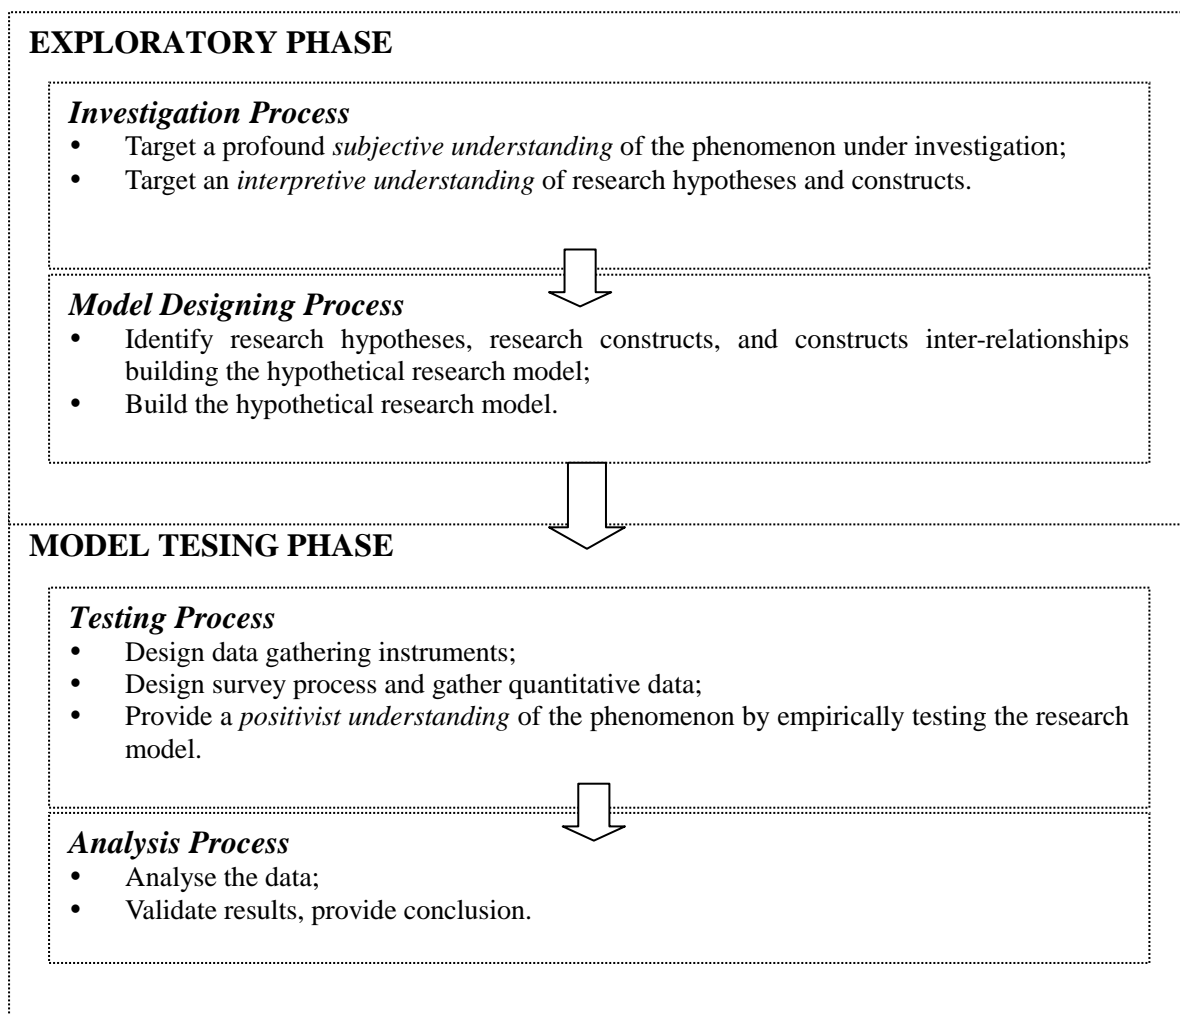 EXPLORATORY PHASE
Investigation Process
• Target a profound subjective understanding of the phenomenon under investigation;
• Target an interpretive understanding of research hypotheses and constructs.
Model Designing Process
• Identify research hypotheses, research constructs, and constructs inter-relationships
building the hypothetical research model;
• Build the hypothetical research model.
MODEL TESING PHASE
Testing Process
• Design data gathering instruments;
• Design survey process and gather quantitative data;
• Provide a positivist understanding of the phenomenon by empirically testing the research
model.
Analysis Process
• Analyse the data;
• Validate results, provide conclusion.